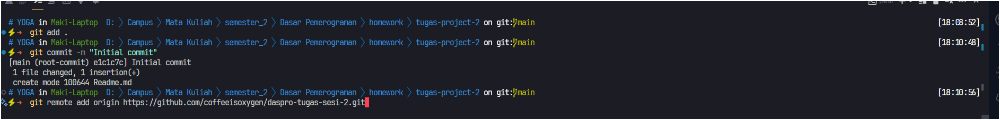 pwsh
# YOGA in Maki-Laptop D: > Campus > Mata Kuliah > semester_2 > Dasar Pemerograman > homework > tugas-project-2 on git:main [18:08:52]
⚡➜ git add .
# YOGA in Maki-Laptop D: > Campus > Mata Kuliah > semester_2 > Dasar Pemerograman > homework > tugas-project-2 on git:main [18:10:48]
⚡➜ git commit -m "Initial commit"
[main (root-commit) e1c1c7c] Initial commit
1 file changed, 1 insertion(+)
create mode 100644 Readme.md
# YOGA in Maki-Laptop D: > Campus > Mata Kuliah > semester_2 > Dasar Pemerograman > homework > tugas-project-2 on git:main [18:10:56]
⚡➜ git remote add origin https://github.com/coffeeisoxygen/daspro-tugas-sesi-2.git